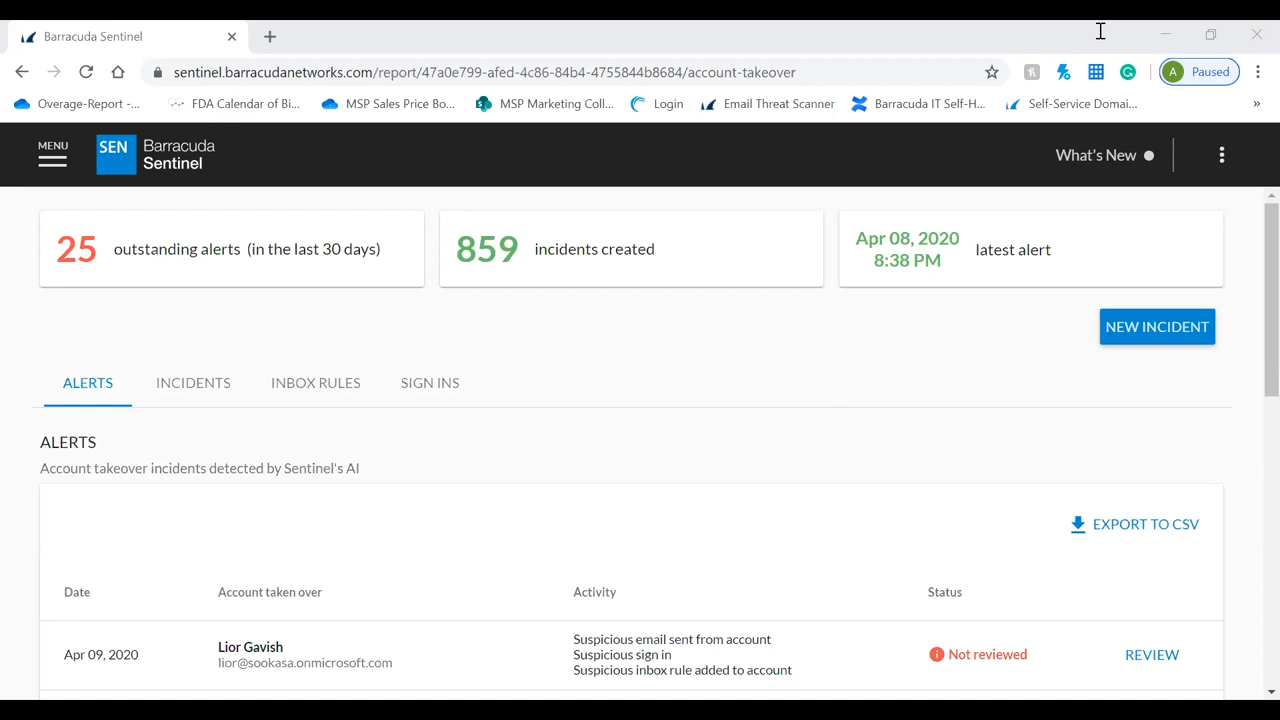 Barracuda Sentinel
sentinel.barracudanetworks.com/report/47a0e7c9-afed-4c86-84b4-4755844b8684/account-takeover
A Paused
Overage-Report -...
FDA Calendar of Bi...
MSP Sales Price Bo...
MSP Marketing Coll...
Login
Email Threat Scanner
Barracuda IT Self-H...
Self-Service Domai...
»
MENU
SEN
Barracuda
Sentinel
What's New
25 outstanding alerts (in the last 30 days)
859 incidents created
Apr 08, 2020
8:38 PM
latest alert
NEW INCIDENT
ALERTS INCIDENTS INBOX RULES SIGN INS
ALERTS
Account takeover incidents detected by Sentinel's AI
EXPORT TO CSV
Date Account taken over Activity Status
Apr 09, 2020
Lior Gavish
lior@sookasa.onmicrosoft.com
Suspicious email sent from account
Suspicious sign in
Suspicious inbox rule added to account
Not reviewed
REVIEW